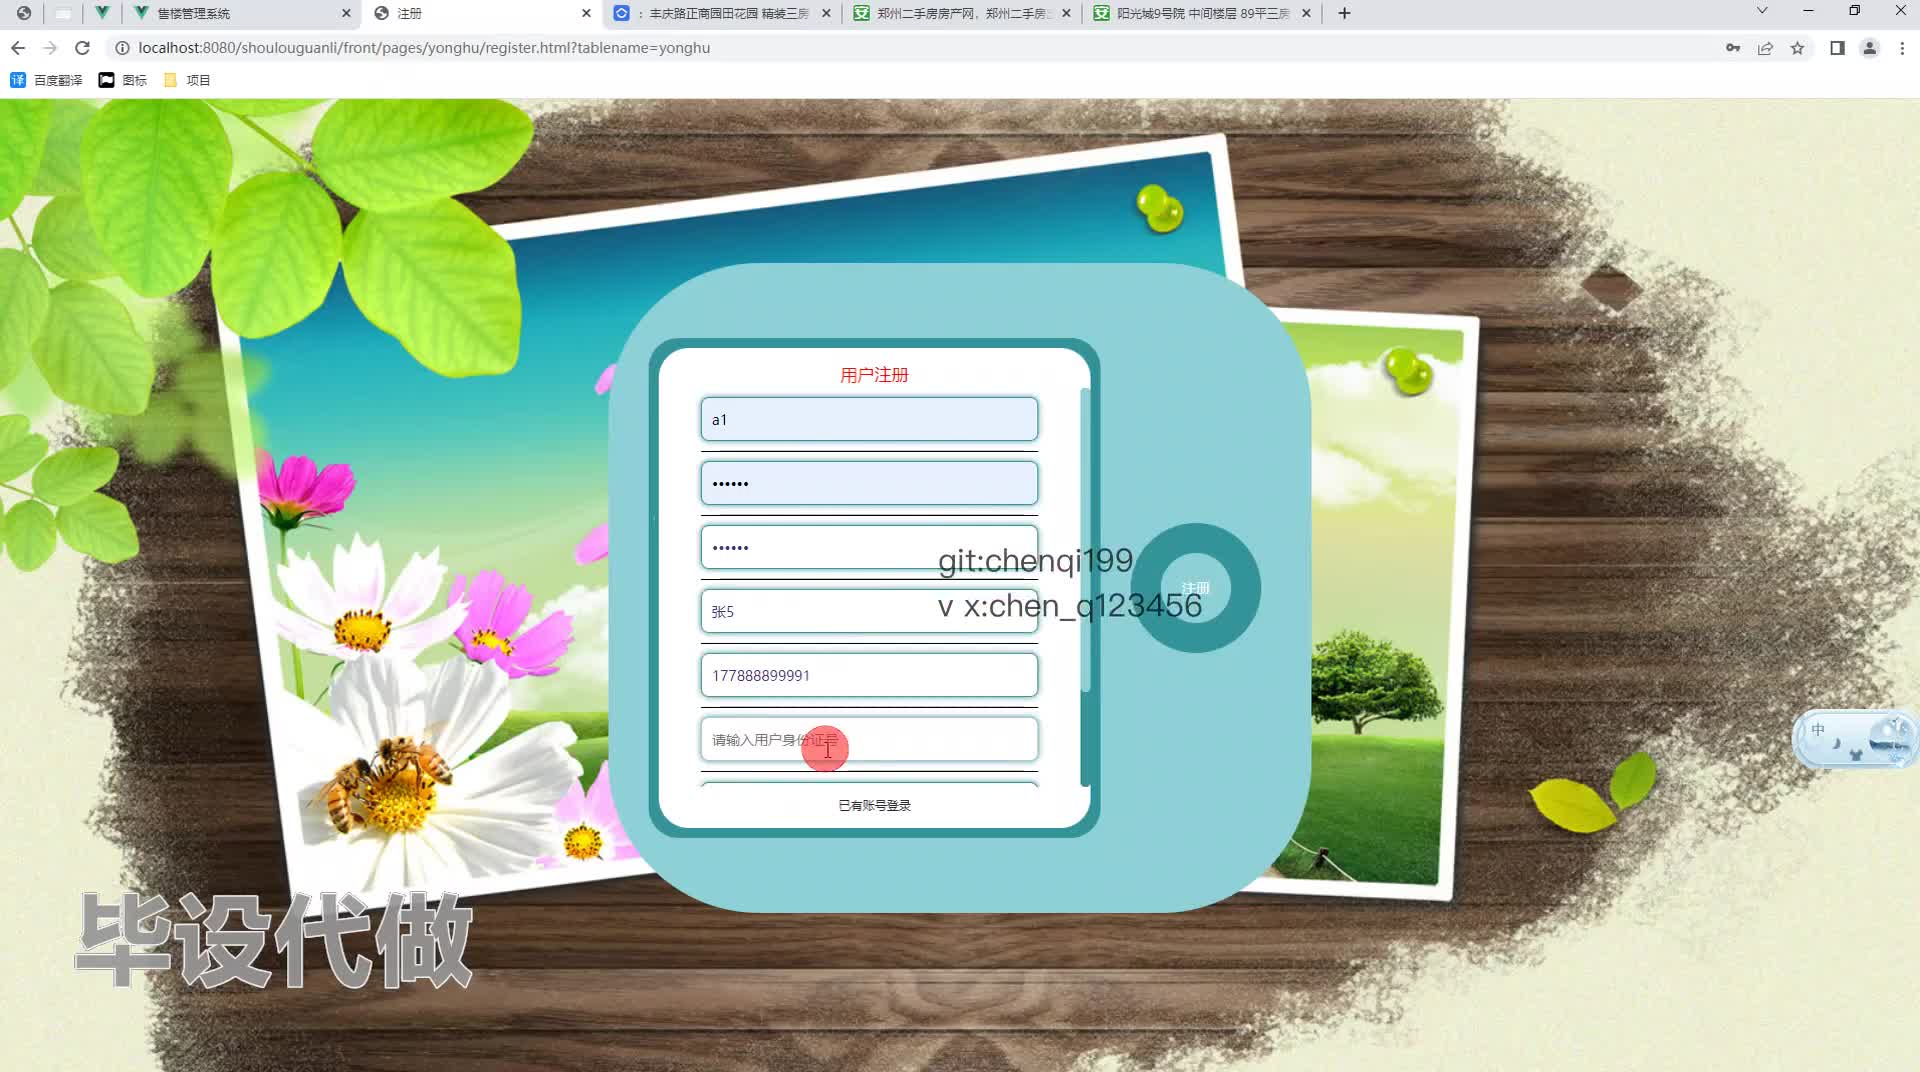 售楼管理系统
注册
：丰庆路正商园田花园 精装三房
郑州二手房房产网，郑州二手房
阳光城9号院 中间楼层 89平三房
localhost:8080/shoulouguanli/front/pages/yonghu/register.html?tablename=yonghu
百度翻译
图标
项目
用户注册
a1
••••••
••••••
git:chenqi199
注册
张5
v x:chen_q123456
177888899991
请输入用户身份证号
中
已有账号登录
毕设代做